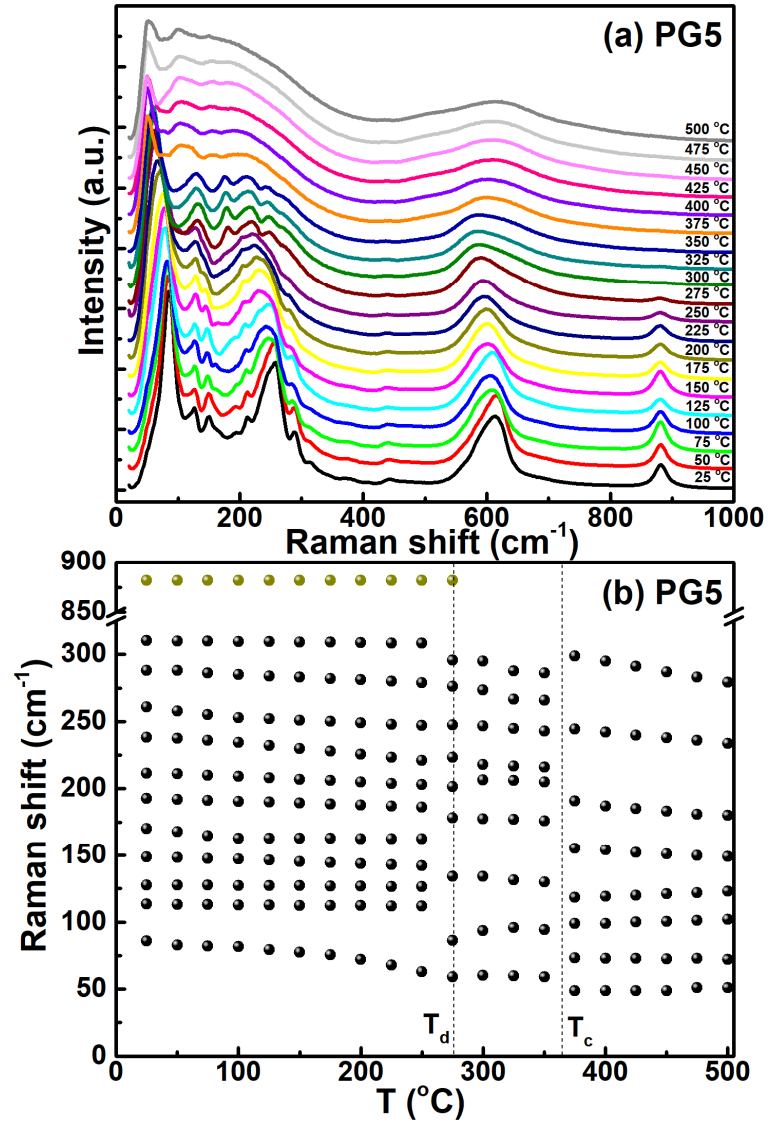 (a) PG5
Intensity (a.u.)
500 °C
475 °C
450 °C
425 °C
400 °C
375 °C
350 °C
325 °C
300 °C
275 °C
250 °C
225 °C
200 °C
175 °C
150 °C
125 °C
100 °C
75 °C
50 °C
25 °C
0 200 400 600 800 1000
Raman shift (cm⁻¹)
(b) PG5
Raman shift (cm⁻¹)
900
850
300
250
200
150
100
50
0
T_d
T_c
0 100 200 300 400 500
T (°C)